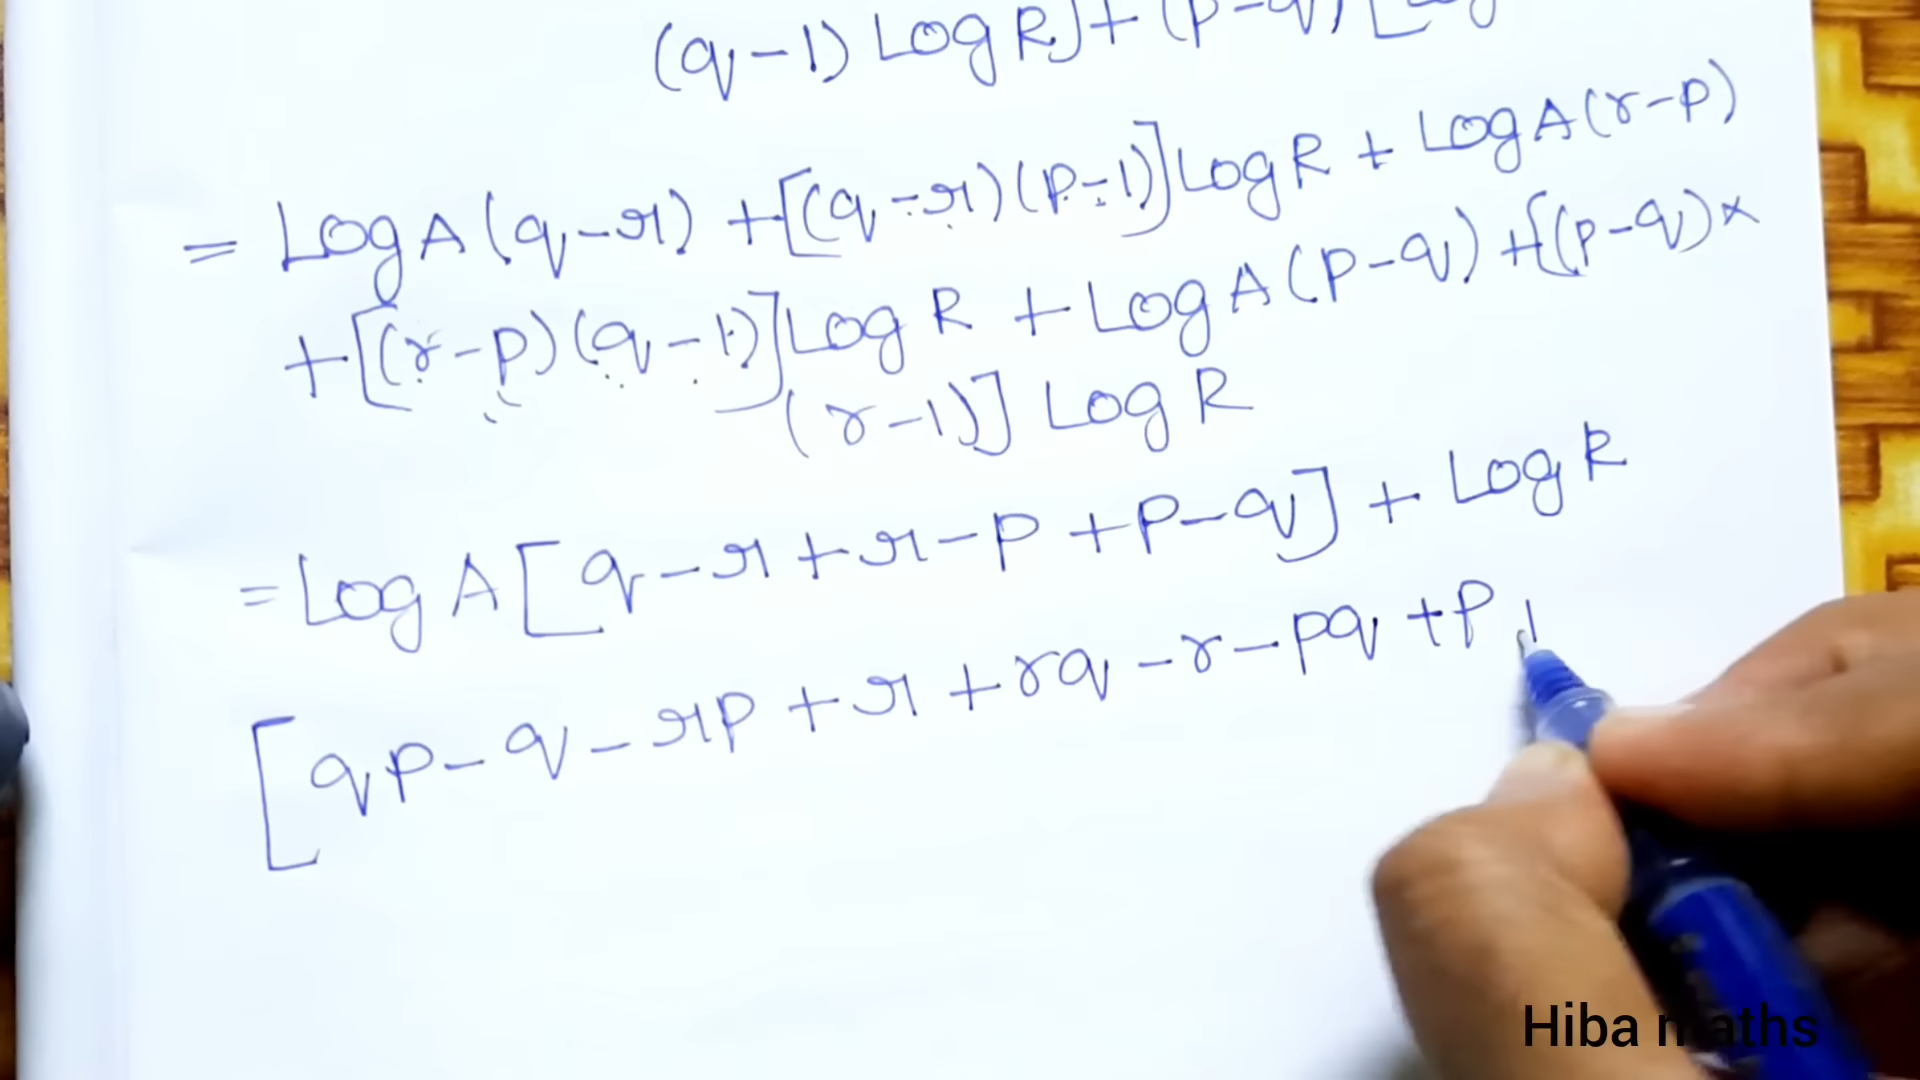 (q-1) Log R] + (p-q) [Log
= Log A (q-r) + [(q-r)(p-1)] Log R + Log A (r-p)
+ [(r-p)(q-1)] Log R + Log A (p-q) + [(p-q) ×
(r-1)] Log R
= Log A [q-r+r-p+p-q] + Log R
[qp-q-rp+r+rq-r-pq+p
Hiba maths